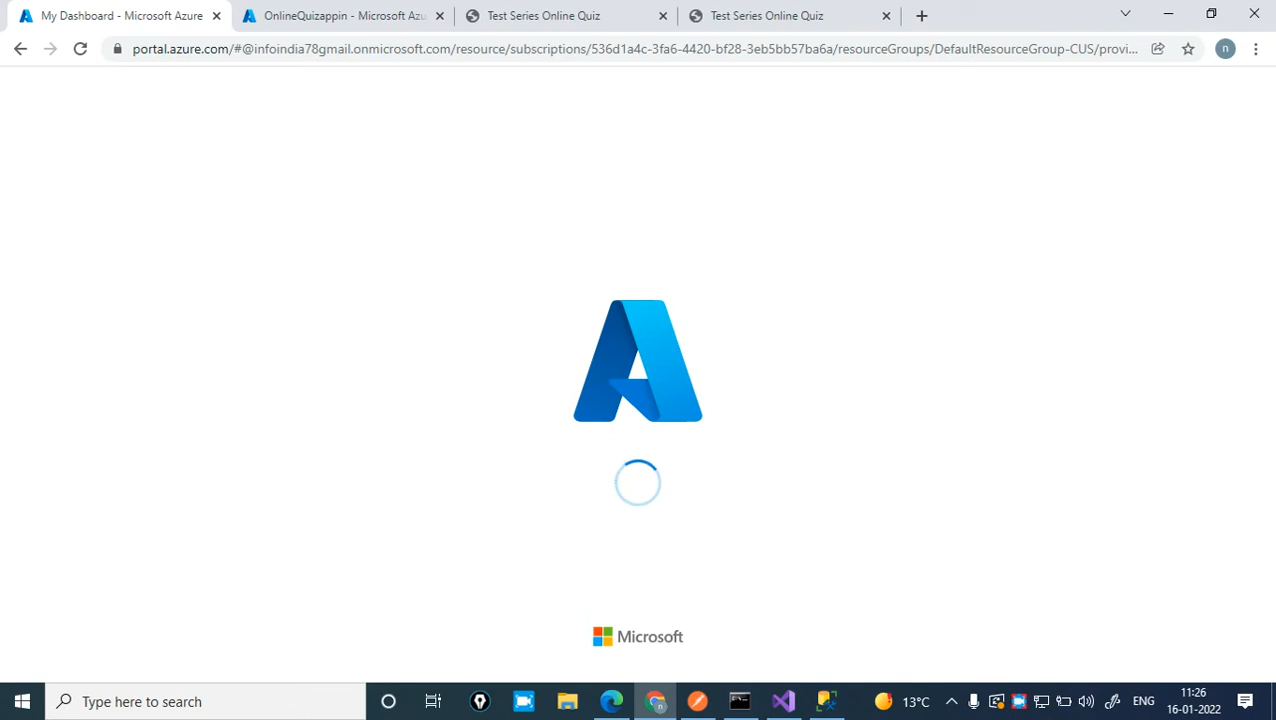 My Dashboard - Microsoft Azure
OnlineQuizappin - Microsoft Azu
Test Series Online Quiz
Test Series Online Quiz
portal.azure.com/#@infoindia78gmail.onmicrosoft.com/resource/subscriptions/536d1a4c-3fa6-4420-bf28-3eb5bb57ba6a/resourceGroups/DefaultResourceGroup-CUS/provi...
n
Microsoft
Type here to search
n
13°C
ENG
11:26
16-01-2022